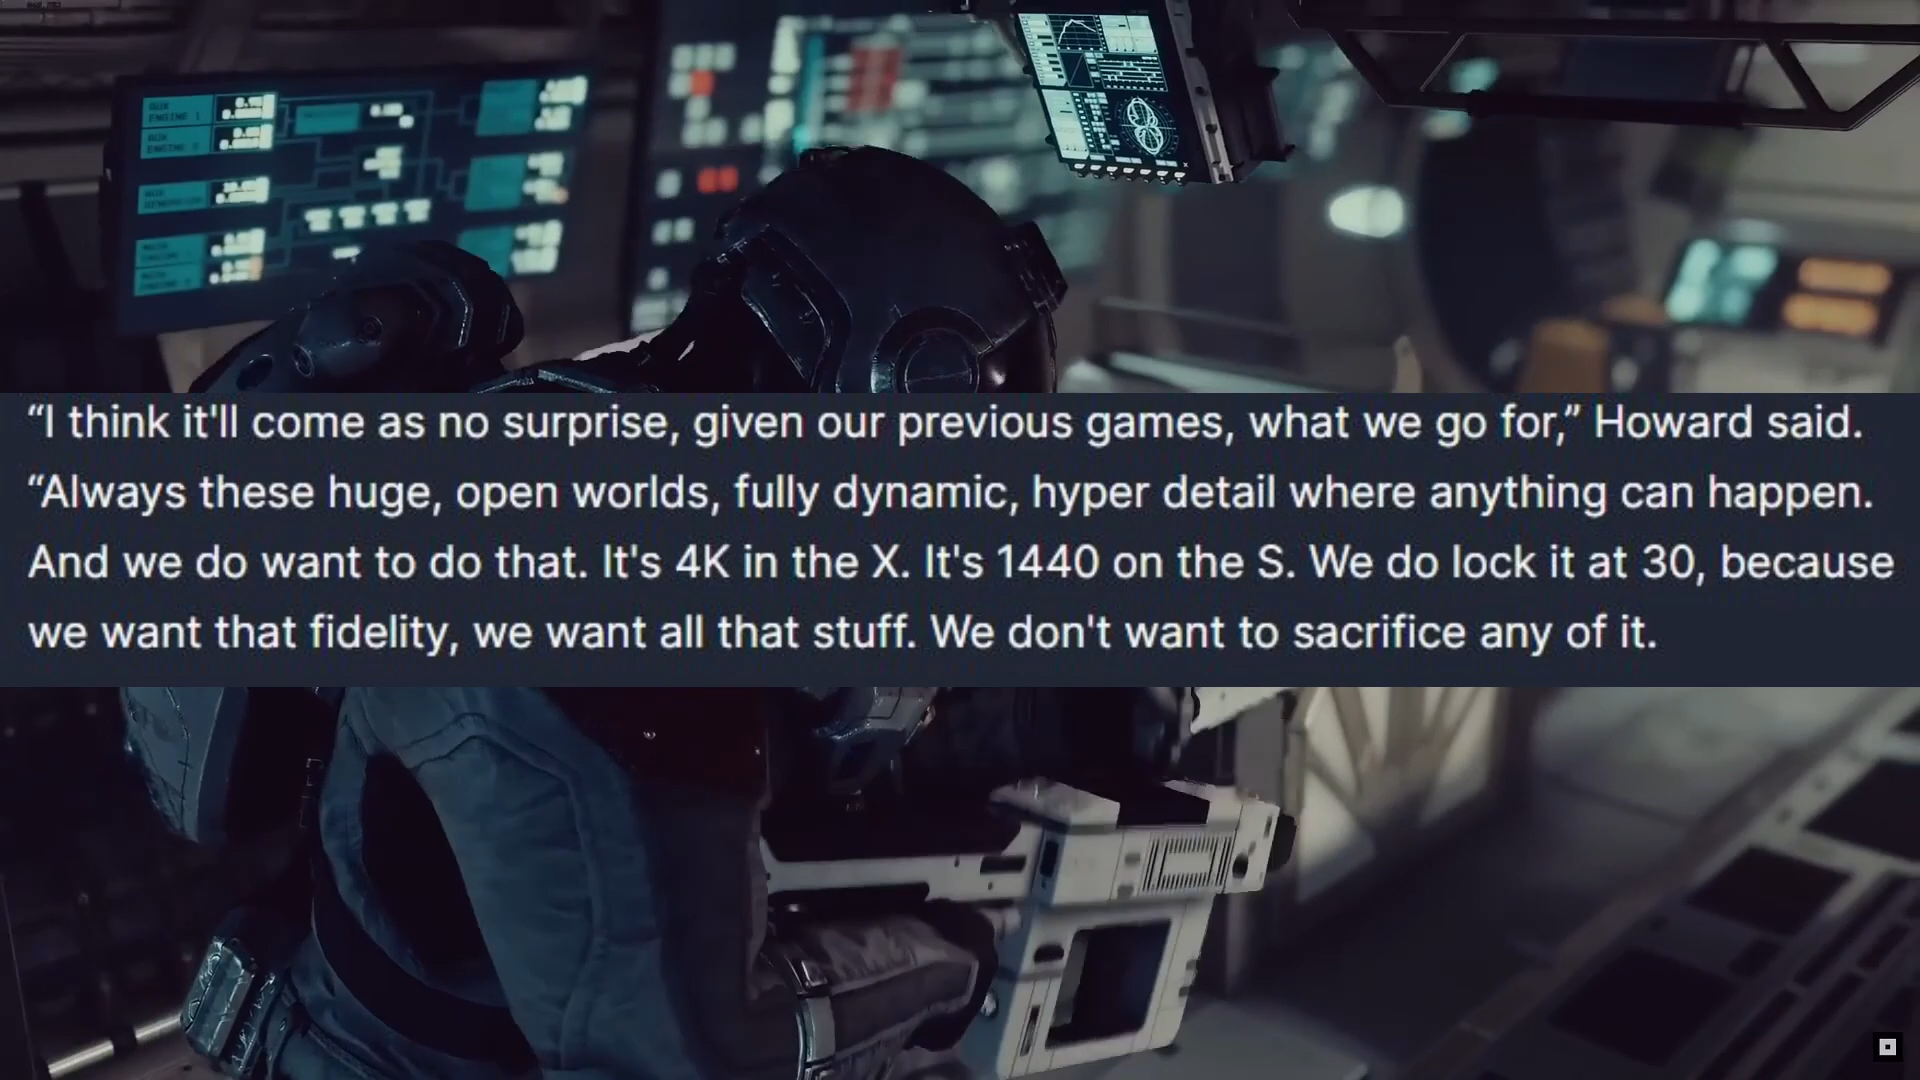 “I think it'll come as no surprise, given our previous games, what we go for,” Howard said.
“Always these huge, open worlds, fully dynamic, hyper detail where anything can happen.
And we do want to do that. It's 4K in the X. It's 1440 on the S. We do lock it at 30, because
we want that fidelity, we want all that stuff. We don't want to sacrifice any of it.